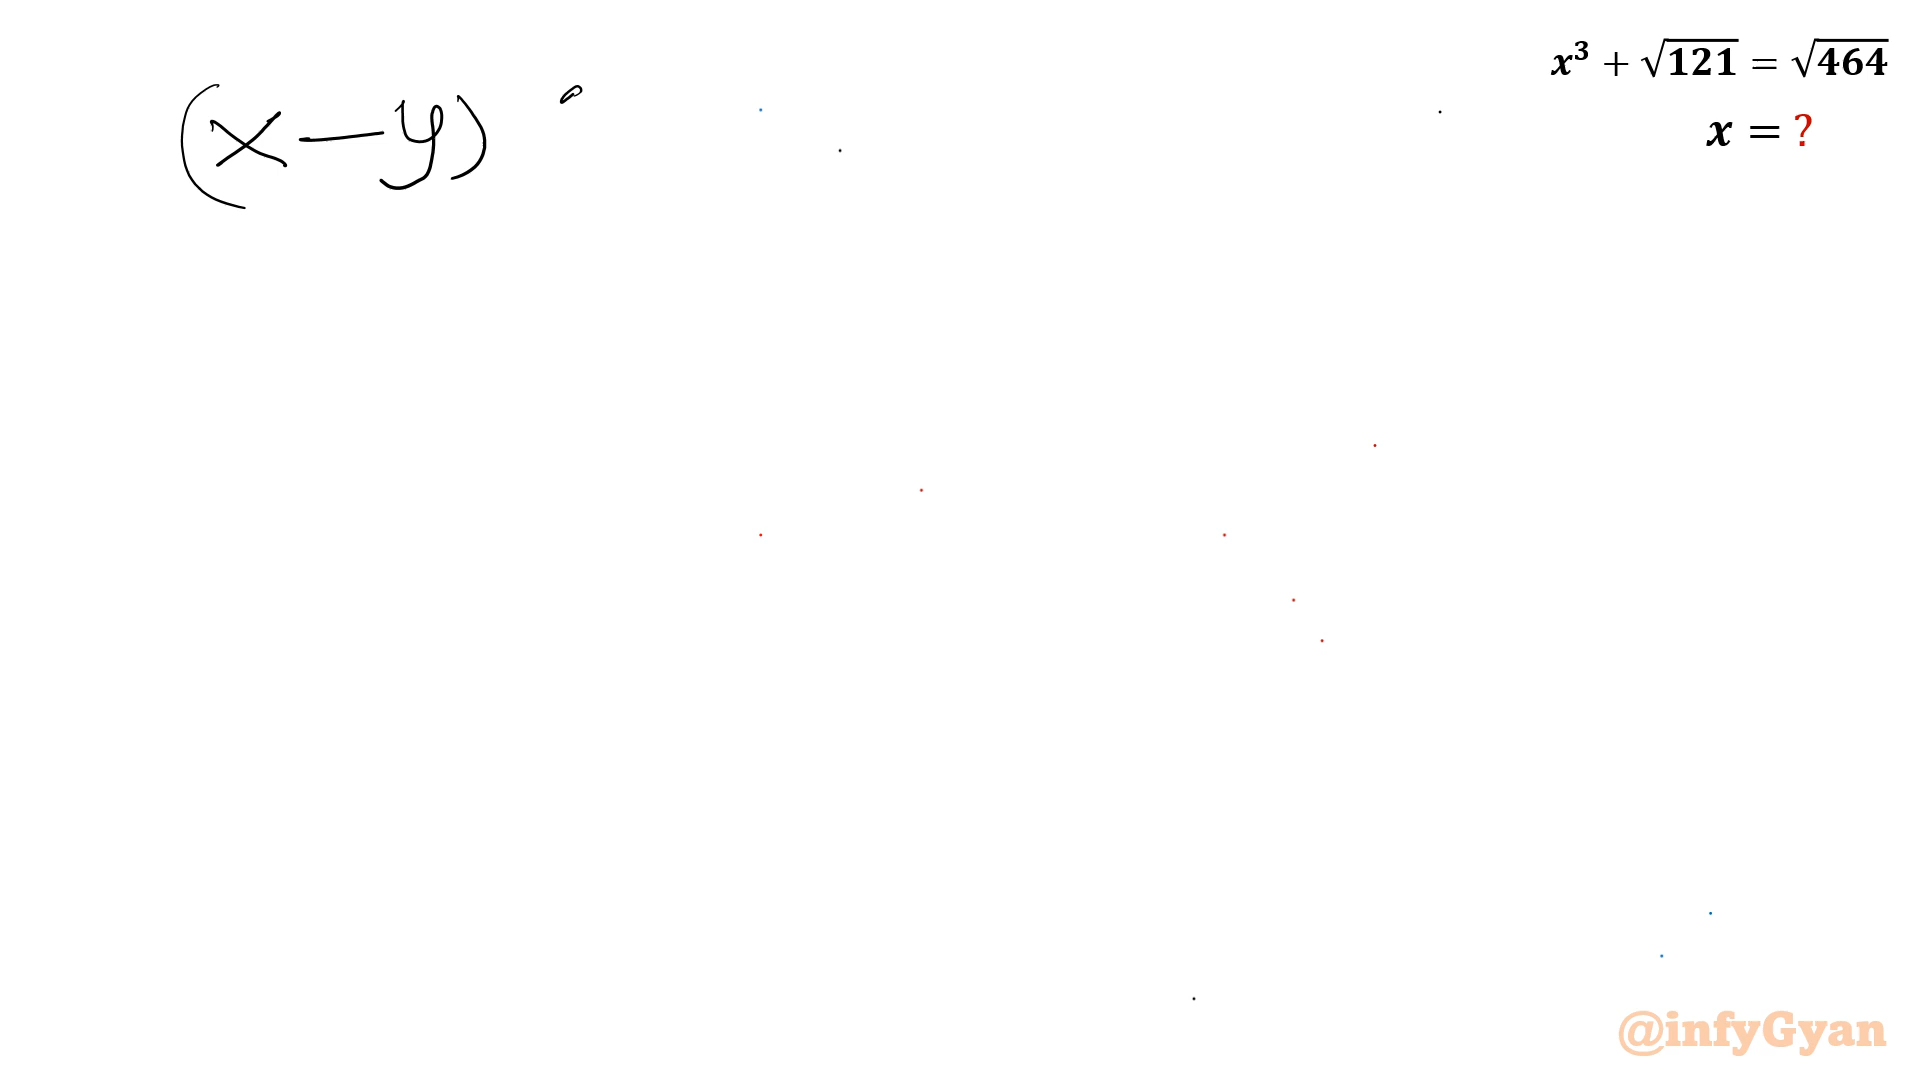 x³ + √121 = √464
x = ?
(x — y)
@infyGyan